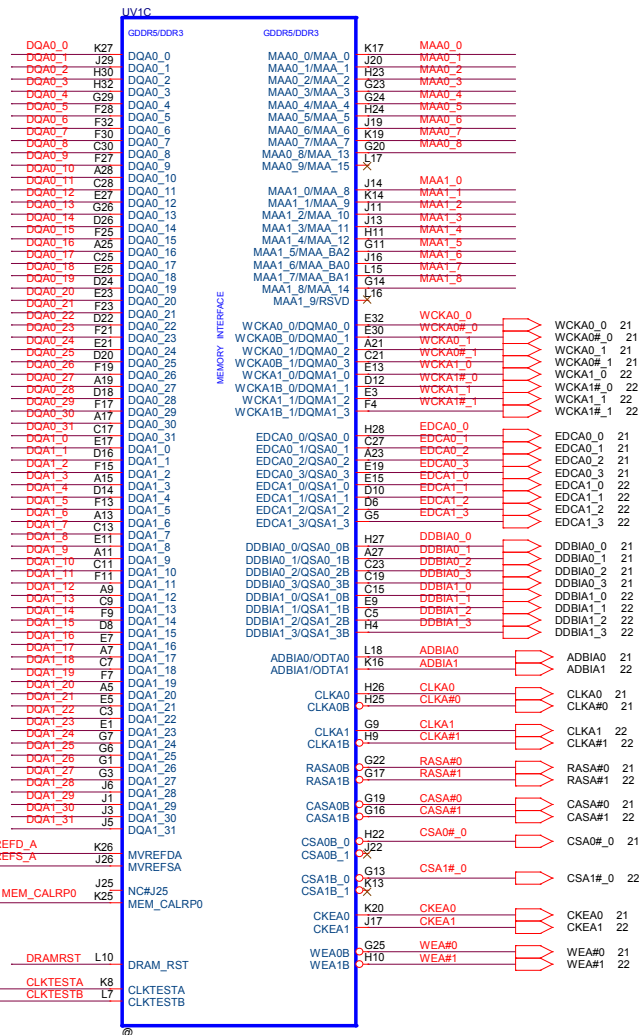 UV1C
GDDR5/DDR3 GDDR5/DDR3
DQA0_0 K27 DQA0_0
DQA0_1 J29 DQA0_1
DQA0_2 H30 DQA0_2
DQA0_3 H32 DQA0_3
DQA0_4 G29 DQA0_4
DQA0_5 F28 DQA0_5
DQA0_6 F32 DQA0_6
DQA0_7 F30 DQA0_7
DQA0_8 C30 DQA0_8
DQA0_9 F27 DQA0_9
DQA0_10 A28 DQA0_10
DQA0_11 C28 DQA0_11
DQA0_12 E27 DQA0_12
DQA0_13 G26 DQA0_13
DQA0_14 D26 DQA0_14
DQA0_15 F25 DQA0_15
DQA0_16 A25 DQA0_16
DQA0_17 C25 DQA0_17
DQA0_18 E25 DQA0_18
DQA0_19 D24 DQA0_19
DQA0_20 E23 DQA0_20
DQA0_21 F23 DQA0_21
DQA0_22 D22 DQA0_22
DQA0_23 F21 DQA0_23
DQA0_24 E21 DQA0_24
DQA0_25 D20 DQA0_25
DQA0_26 F19 DQA0_26
DQA0_27 A19 DQA0_27
DQA0_28 D18 DQA0_28
DQA0_29 F17 DQA0_29
DQA0_30 A17 DQA0_30
DQA0_31 C17 DQA0_31
DQA1_0 E17 DQA1_0
DQA1_1 D16 DQA1_1
DQA1_2 F15 DQA1_2
DQA1_3 A15 DQA1_3
DQA1_4 D14 DQA1_4
DQA1_5 F13 DQA1_5
DQA1_6 A13 DQA1_6
DQA1_7 C13 DQA1_7
DQA1_8 E11 DQA1_8
DQA1_9 A11 DQA1_9
DQA1_10 C11 DQA1_10
DQA1_11 F11 DQA1_11
DQA1_12 A9 DQA1_12
DQA1_13 C9 DQA1_13
DQA1_14 F9 DQA1_14
DQA1_15 D8 DQA1_15
DQA1_16 E7 DQA1_16
DQA1_17 A7 DQA1_17
DQA1_18 C7 DQA1_18
DQA1_19 F7 DQA1_19
DQA1_20 A5 DQA1_20
DQA1_21 E5 DQA1_21
DQA1_22 C3 DQA1_22
DQA1_23 E1 DQA1_23
DQA1_24 G7 DQA1_24
DQA1_25 G6 DQA1_25
DQA1_26 G1 DQA1_26
DQA1_27 G3 DQA1_27
DQA1_28 J6 DQA1_28
DQA1_29 J1 DQA1_29
DQA1_30 J3 DQA1_30
DQA1_31 J5 DQA1_31
EFD_A K26 MVREFDA
EFS_A J26 MVREFSA
J25 NC#J25
MEM_CALRP0 K25 MEM_CALRP0
DRAMRST L10 DRAM_RST
CLKTESTA K8 CLKTESTA
CLKTESTB L7 CLKTESTB
MEMORY INTERFACE
MAA0_0/MAA_0 K17 MAA0_0
MAA0_1/MAA_1 J20 MAA0_1
MAA0_2/MAA_2 H23 MAA0_2
MAA0_3/MAA_3 G23 MAA0_3
MAA0_4/MAA_4 G24 MAA0_4
MAA0_5/MAA_5 H24 MAA0_5
MAA0_6/MAA_6 J19 MAA0_6
MAA0_7/MAA_7 K19 MAA0_7
MAA0_8/MAA_13 G20 MAA0_8
MAA0_9/MAA_15 L17
MAA1_0/MAA_8 J14 MAA1_0
MAA1_1/MAA_9 K14 MAA1_1
MAA1_2/MAA_10 J11 MAA1_2
MAA1_3/MAA_11 J13 MAA1_3
MAA1_4/MAA_12 H11 MAA1_4
MAA1_5/MAA_BA2 G11 MAA1_5
MAA1_6/MAA_BA0 J16 MAA1_6
MAA1_7/MAA_BA1 L15 MAA1_7
MAA1_8/MAA_14 G14 MAA1_8
MAA1_9/RSVD L16
WCKA0_0/DQMA0_0 E32 WCKA0_0 WCKA0_0 21
WCKA0B_0/DQMA0_1 E30 WCKA0#_0 WCKA0#_0 21
WCKA0_1/DQMA0_2 A21 WCKA0_1 WCKA0_1 21
WCKA0B_1/DQMA0_3 C21 WCKA0#_1 WCKA0#_1 21
WCKA1_0/DQMA1_0 E13 WCKA1_0 WCKA1_0 22
WCKA1B_0/DQMA1_1 D12 WCKA1#_0 WCKA1#_0 22
WCKA1_1/DQMA1_2 E3 WCKA1_1 WCKA1_1 22
WCKA1B_1/DQMA1_3 F4 WCKA1#_1 WCKA1#_1 22
EDCA0_0/QSA0_0 H28 EDCA0_0 EDCA0_0 21
EDCA0_1/QSA0_1 C27 EDCA0_1 EDCA0_1 21
EDCA0_2/QSA0_2 A23 EDCA0_2 EDCA0_2 21
EDCA0_3/QSA0_3 E19 EDCA0_3 EDCA0_3 21
EDCA1_0/QSA1_0 E15 EDCA1_0 EDCA1_0 22
EDCA1_1/QSA1_1 D10 EDCA1_1 EDCA1_1 22
EDCA1_2/QSA1_2 D6 EDCA1_2 EDCA1_2 22
EDCA1_3/QSA1_3 G5 EDCA1_3 EDCA1_3 22
DDBIA0_0/QSA0_0B H27 DDBIA0_0 DDBIA0_0 21
DDBIA0_1/QSA0_1B A27 DDBIA0_1 DDBIA0_1 21
DDBIA0_2/QSA0_2B C23 DDBIA0_2 DDBIA0_2 21
DDBIA0_3/QSA0_3B C19 DDBIA0_3 DDBIA0_3 21
DDBIA1_0/QSA1_0B C15 DDBIA1_0 DDBIA1_0 22
DDBIA1_1/QSA1_1B E9 DDBIA1_1 DDBIA1_1 22
DDBIA1_2/QSA1_2B C5 DDBIA1_2 DDBIA1_2 22
DDBIA1_3/QSA1_3B H4 DDBIA1_3 DDBIA1_3 22
ADBIA0/ODTA0 L18 ADBIA0 ADBIA0 21
ADBIA1/ODTA1 K16 ADBIA1 ADBIA1 22
CLKA0 H26 CLKA0 CLKA0 21
CLKA0B H25 CLKA#0 CLKA#0 21
CLKA1 G9 CLKA1 CLKA1 22
CLKA1B H9 CLKA#1 CLKA#1 22
RASA0B G22 RASA#0 RASA#0 21
RASA1B G17 RASA#1 RASA#1 22
CASA0B G19 CASA#0 CASA#0 21
CASA1B G16 CASA#1 CASA#1 22
CSA0B_0 H22 CSA0#_0 CSA0#_0 21
CSA0B_1 J22
CSA1B_0 G13 CSA1#_0 CSA1#_0 22
CSA1B_1 K13
CKEA0 K20 CKEA0 CKEA0 21
CKEA1 J17 CKEA1 CKEA1 22
WEA0B G25 WEA#0 WEA#0 21
WEA1B H10 WEA#1 WEA#1 22
@